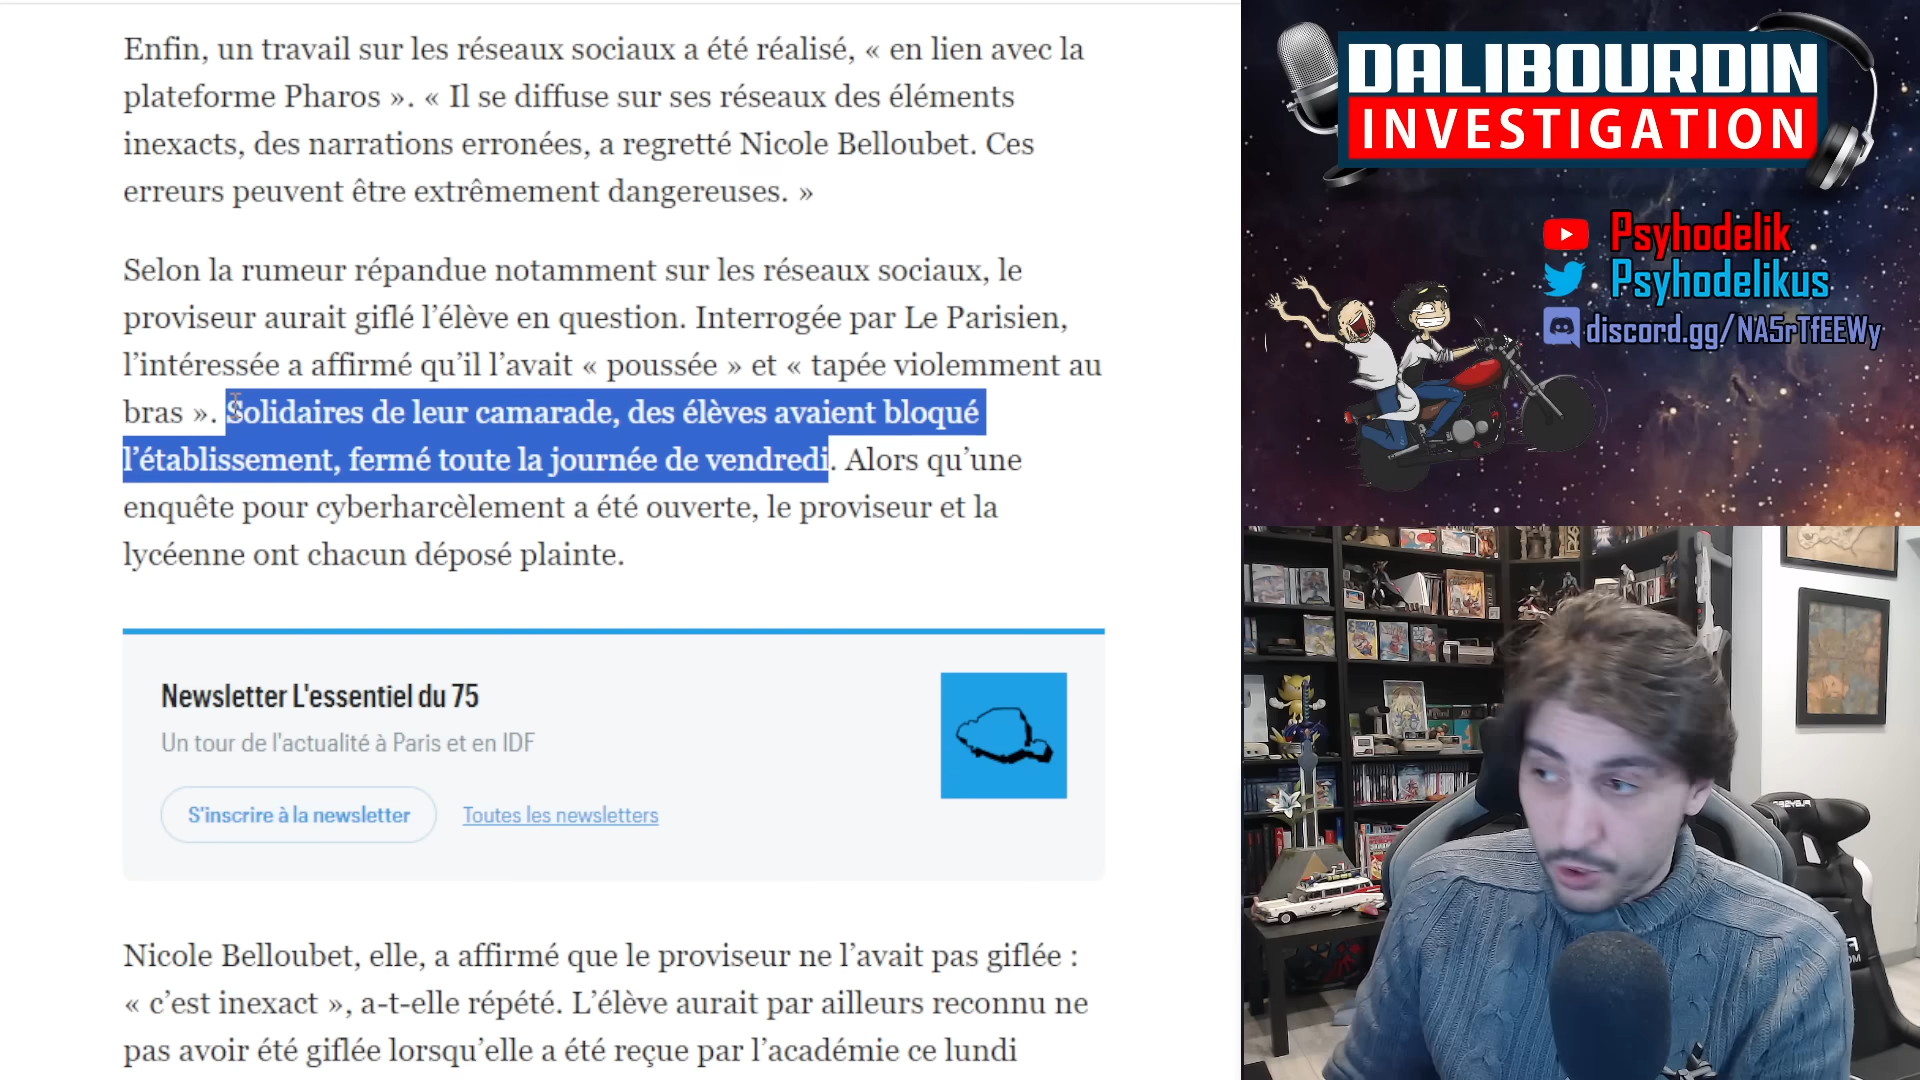 Enfin, un travail sur les réseaux sociaux a été réalisé, « en lien avec la
plateforme Pharos ». « Il se diffuse sur ses réseaux des éléments
inexacts, des narrations erronées, a regretté Nicole Belloubet. Ces
erreurs peuvent être extrêmement dangereuses. »
Selon la rumeur répandue notamment sur les réseaux sociaux, le
proviseur aurait giflé l’élève en question. Interrogée par Le Parisien,
l’intéressée a affirmé qu’il l’avait « poussée » et « tapée violemment au
bras ». Solidaires de leur camarade, des élèves avaient bloqué
l’établissement, fermé toute la journée de vendredi. Alors qu’une
enquête pour cyberharcèlement a été ouverte, le proviseur et la
lycéenne ont chacun déposé plainte.
Newsletter L'essentiel du 75
Un tour de l'actualité à Paris et en IDF
S'inscrire à la newsletter Toutes les newsletters
Nicole Belloubet, elle, a affirmé que le proviseur ne l’avait pas giflée :
« c’est inexact », a-t-elle répété. L’élève aurait par ailleurs reconnu ne
pas avoir été giflée lorsqu’elle a été reçue par l’académie ce lundi
DALIBOURDIN
INVESTIGATION
Psyhodelik
Psyhodelikus
discord.gg/NA5rTfEEWy